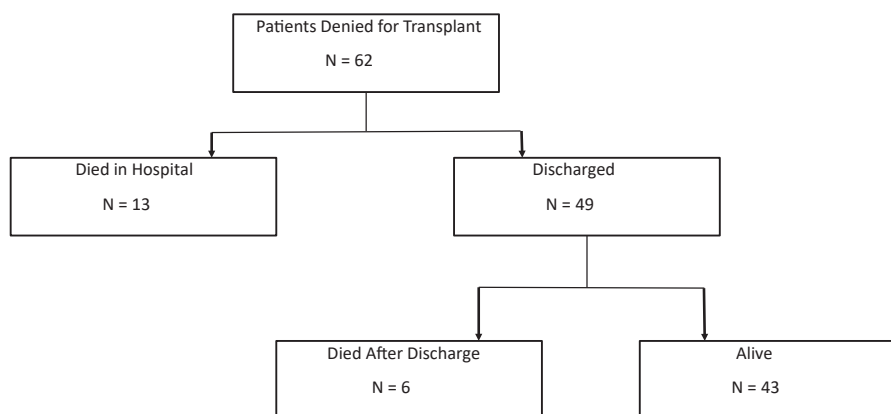 Patients Denied for Transplant
N = 62
Died in Hospital
N = 13
Discharged
N = 49
Died After Discharge
N = 6
Alive
N = 43